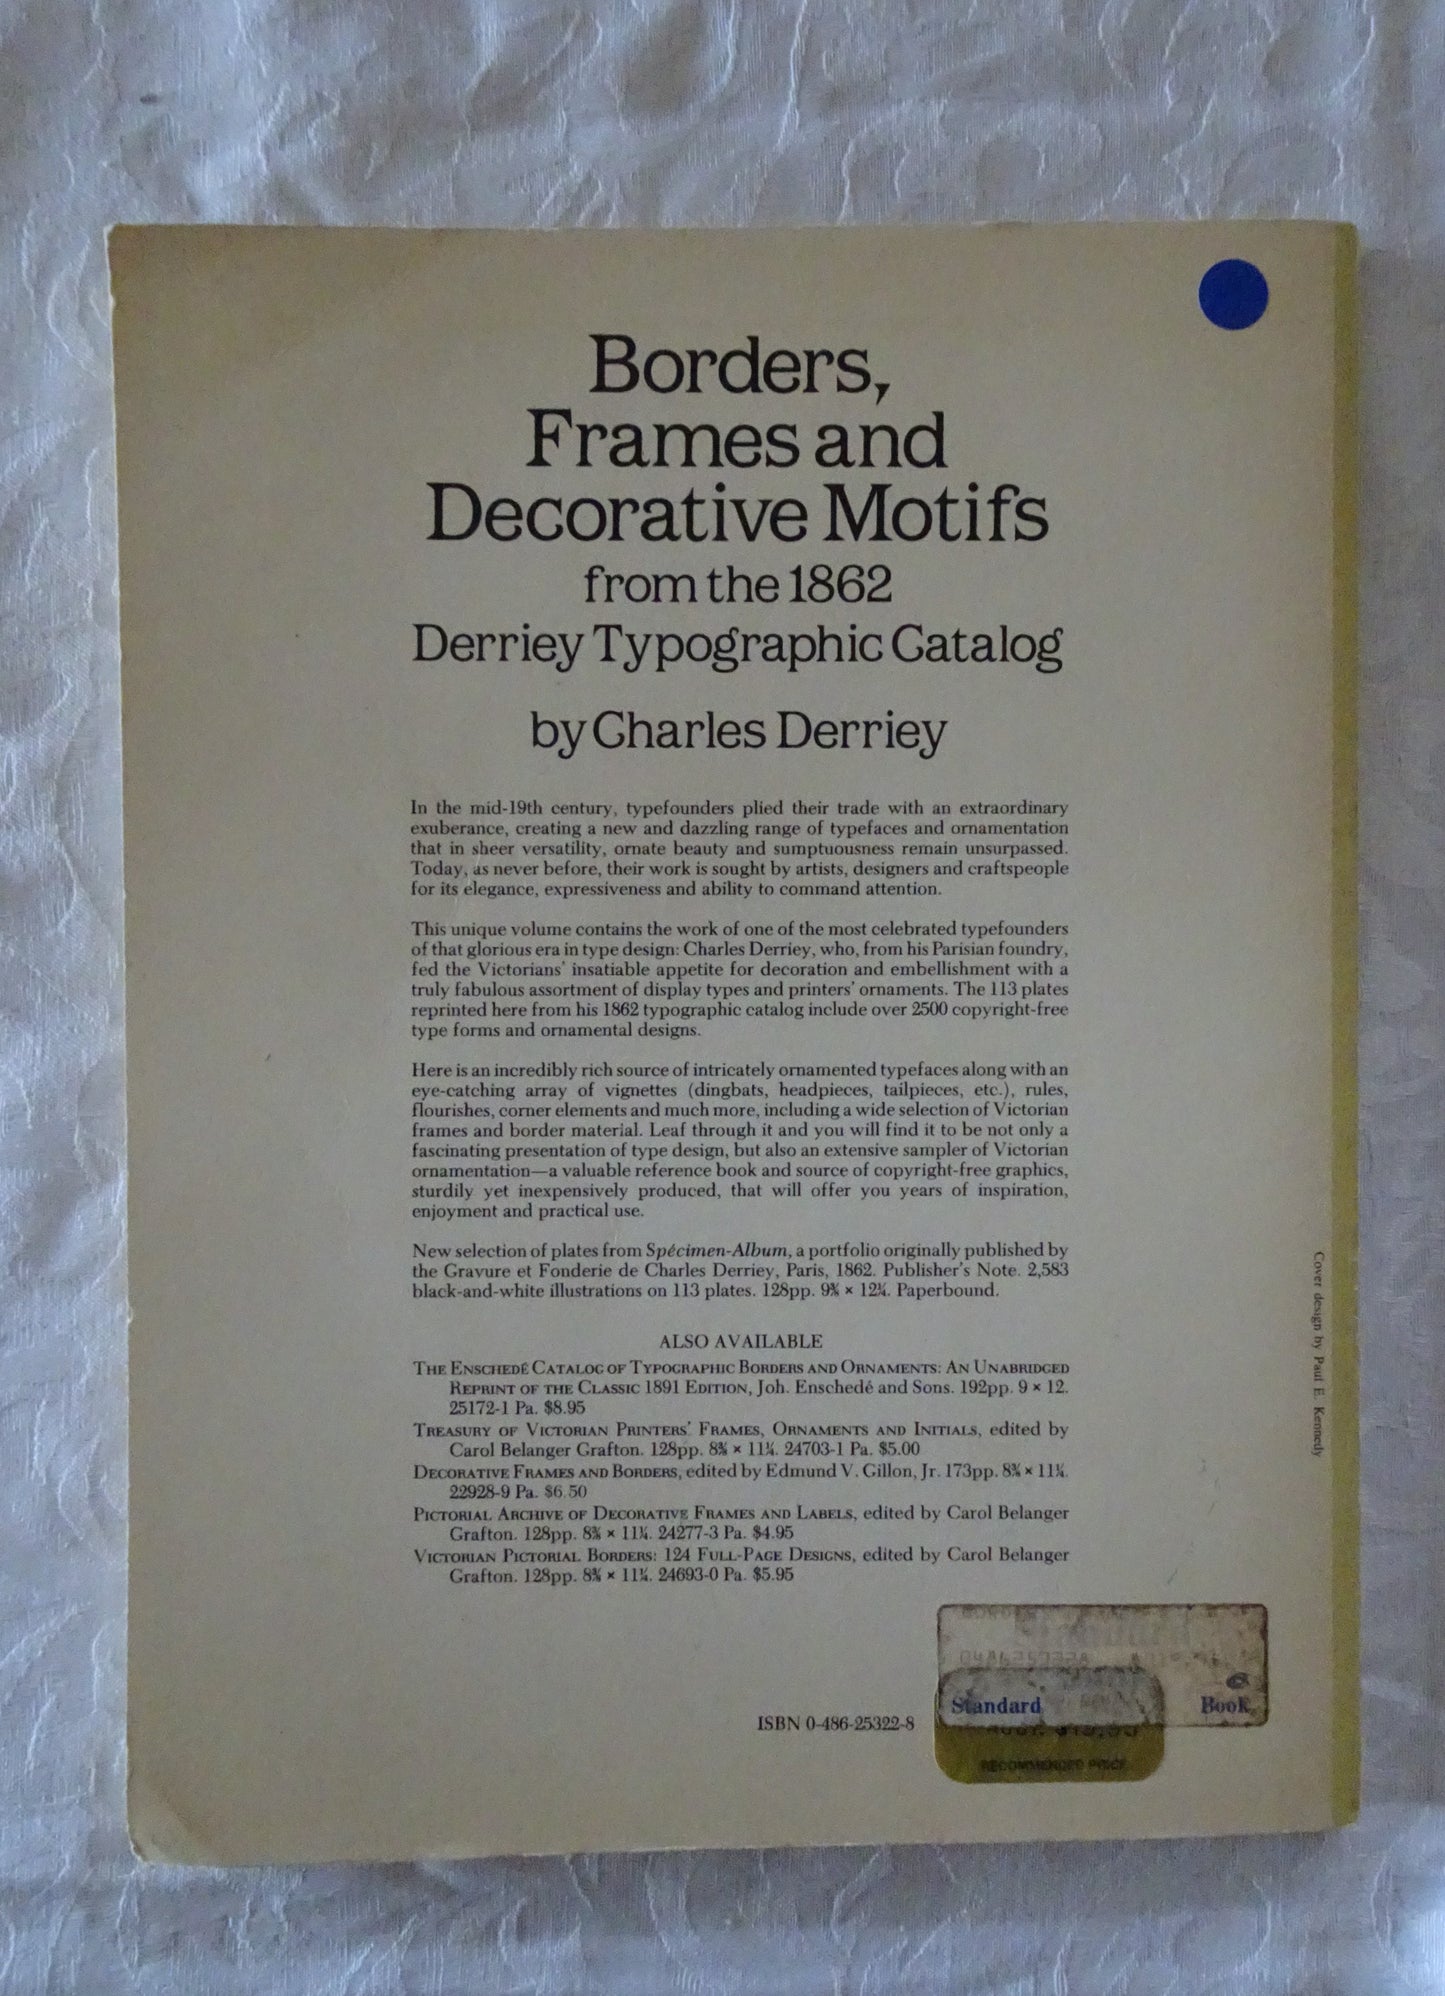 Borders,
Frames and
Decorative Motifs
from the 1862
Derriey Typographic Catalog
by Charles Derriey
In the mid-19th century, typefounders plied their trade with an extraordinary
exuberance, creating a new and dazzling range of typefaces and ornamentation
that in sheer versatility, ornate beauty and sumptuousness remain unsurpassed.
Today, as never before, their work is sought by artists, designers and craftspeople
for its elegance, expressiveness and ability to command attention.
This unique volume contains the work of one of the most celebrated typefounders
of that glorious era in type design: Charles Derriey, who, from his Parisian foundry,
fed the Victorians' insatiable appetite for decoration and embellishment with a
truly fabulous assortment of display types and printers' ornaments. The 113 plates
reprinted here from his 1862 typographic catalog include over 2500 copyright-free
type forms and ornamental designs.
Here is an incredibly rich source of intricately ornamented typefaces along with an
eye-catching array of vignettes (dingbats, headpieces, tailpieces, etc.), rules,
flourishes, corner elements and much more, including a wide selection of Victorian
frames and border material. Leaf through it and you will find it to be not only a
fascinating presentation of type design, but also an extensive sampler of Victorian
ornamentation—a valuable reference book and source of copyright-free graphics,
sturdily yet inexpensively produced, that will offer you years of inspiration,
enjoyment and practical use.
New selection of plates from Spécimen-Album, a portfolio originally published by
the Gravure et Fonderie de Charles Derriey, Paris, 1862. Publisher's Note. 2,583
black-and-white illustrations on 113 plates. 128pp. 9⅜ × 12¼. Paperbound.
ALSO AVAILABLE
THE ENSCHEDÉ CATALOG OF TYPOGRAPHIC BORDERS AND ORNAMENTS: AN UNABRIDGED
REPRINT OF THE CLASSIC 1891 EDITION, Joh. Enschedé and Sons. 192pp. 9 × 12.
25172-1 Pa. $8.95
TREASURY OF VICTORIAN PRINTERS' FRAMES, ORNAMENTS AND INITIALS, edited by
Carol Belanger Grafton. 128pp. 8⅜ × 11¼. 24703-1 Pa. $5.00
DECORATIVE FRAMES AND BORDERS, edited by Edmund V. Gillon, Jr. 173pp. 8⅜ × 11¼.
22928-9 Pa. $6.50
PICTORIAL ARCHIVE OF DECORATIVE FRAMES AND LABELS, edited by Carol Belanger
Grafton. 128pp. 8⅜ × 11¼. 24277-3 Pa. $4.95
VICTORIAN PICTORIAL BORDERS: 124 FULL-PAGE DESIGNS, edited by Carol Belanger
Grafton. 128pp. 8⅜ × 11¼. 24693-0 Pa. $5.95
Cover design by Paul E. Kennedy
Standard Book
ISBN 0-486-25322-8
RECOMMENDED PRICE